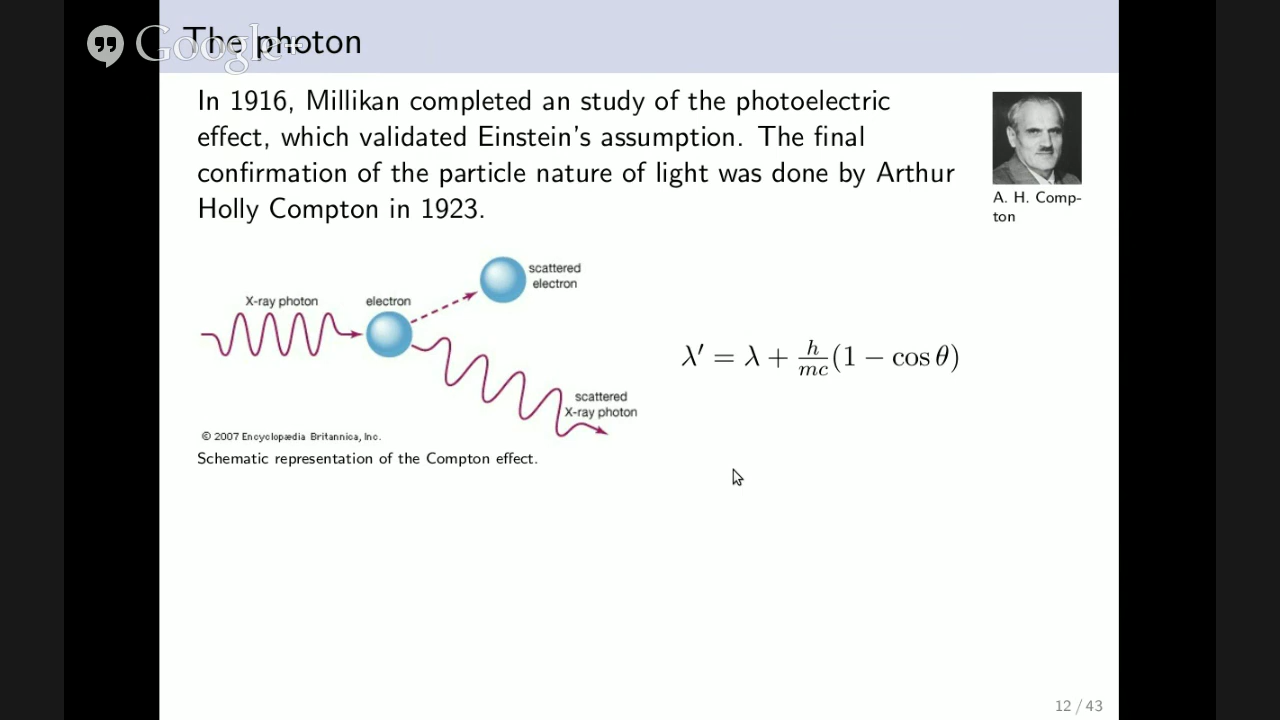 The photon
Google+
In 1916, Millikan completed an study of the photoelectric
effect, which validated Einstein's assumption. The final
confirmation of the particle nature of light was done by Arthur
Holly Compton in 1923.
A. H. Comp-
ton
scattered
electron
X-ray photon
electron
λ′ = λ + h/mc (1 − cos θ)
scattered
X-ray photon
© 2007 Encyclopædia Britannica, Inc.
Schematic representation of the Compton effect.
12 / 43